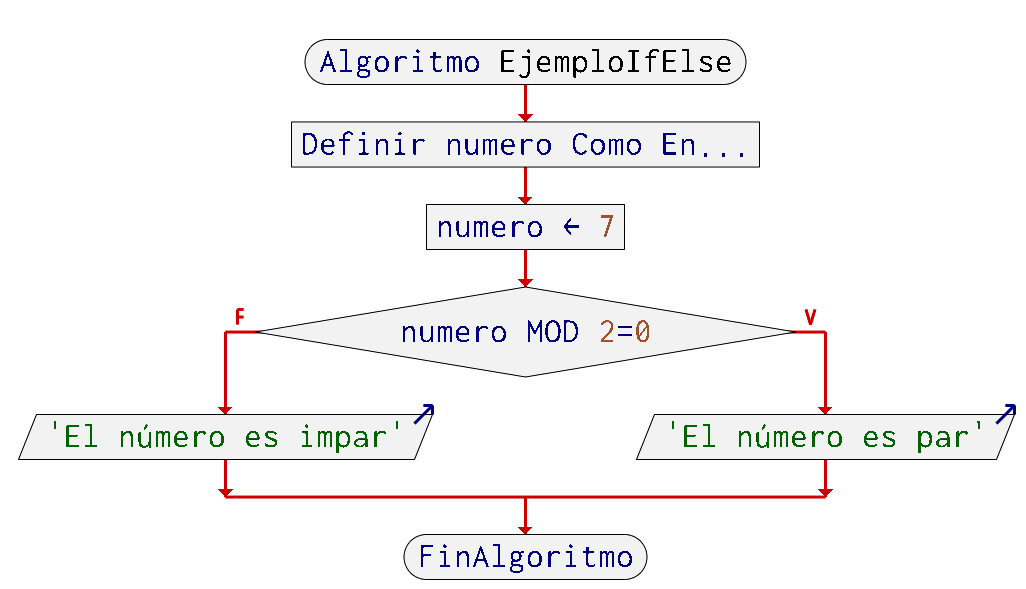 Algoritmo EjemploIfElse
Definir numero Como En...
numero ← 7
F
V
numero MOD 2=0
'El número es impar'
'El número es par'
FinAlgoritmo